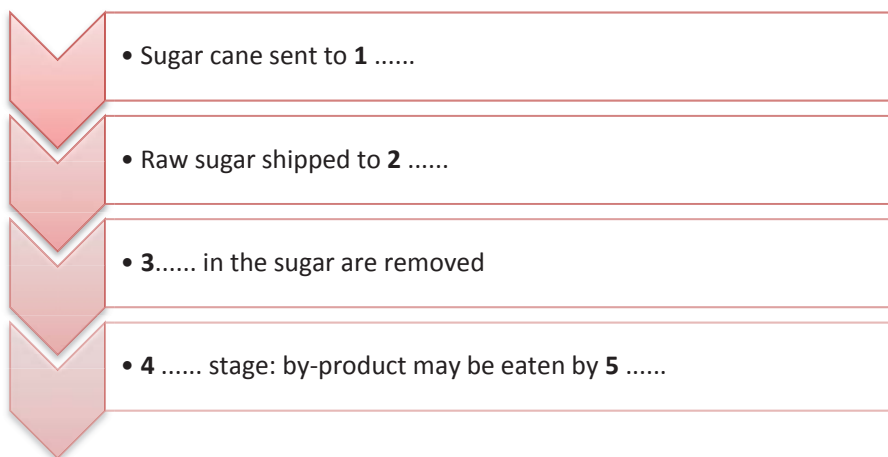 • Sugar cane sent to 1 ......
• Raw sugar shipped to 2 ......
• 3...... in the sugar are removed
• 4 ...... stage: by-product may be eaten by 5 ......